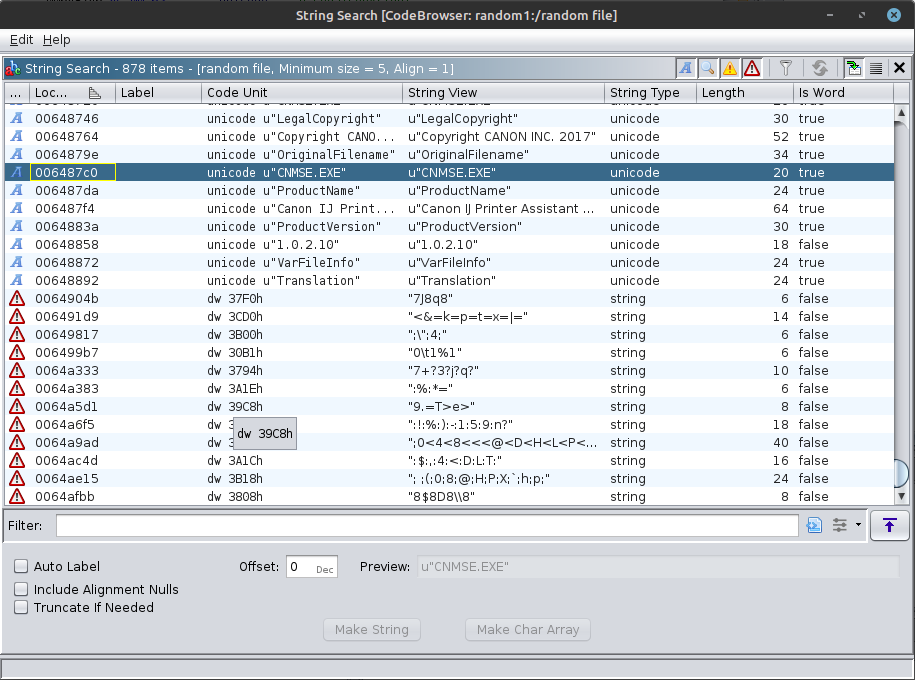 String Search [CodeBrowser: random1:/random file]
Edit Help
String Search - 878 items - [random file, Minimum size = 5, Align = 1]
... Loc... Label Code Unit String View String Type Length Is Word
00648746 unicode u"LegalCopyright" u"LegalCopyright" unicode 30 true
00648764 unicode u"Copyright CANO... u"Copyright CANON INC. 2017" unicode 52 true
0064879e unicode u"OriginalFilename" u"OriginalFilename" unicode 34 true
006487c0 unicode u"CNMSE.EXE" u"CNMSE.EXE" unicode 20 true
006487da unicode u"ProductName" u"ProductName" unicode 24 true
006487f4 unicode u"Canon IJ Print... u"Canon IJ Printer Assistant ... unicode 64 true
0064883a unicode u"ProductVersion" u"ProductVersion" unicode 30 true
00648858 unicode u"1.0.2.10" u"1.0.2.10" unicode 18 false
00648872 unicode u"VarFileInfo" u"VarFileInfo" unicode 24 true
00648892 unicode u"Translation" u"Translation" unicode 24 true
0064904b dw 37F0h "7J8q8" string 6 false
006491d9 dw 3CD0h "<&=k=p=t=x=|=" string 14 false
00649817 dw 3B00h ";\";4;" string 6 false
006499b7 dw 30B1h "0\t1%1" string 6 false
0064a333 dw 3794h "7+?3?j?q?" string 10 false
0064a383 dw 3A1Eh ":%:*=" string 6 false
0064a5d1 dw 39C8h "9.=T>e>" string 8 false
0064a6f5 dw 3 ":!:%:):-:1:5:9:n?" string 18 false
dw 39C8h
0064a9ad dw 3 ";0<4<8<<<@<D<H<L<P<... string 40 false
0064ac4d dw 3A1Ch ":$:,:4:<:D:L:T:" string 16 false
0064ae15 dw 3B18h "; ;(;0;8;@;H;P;X;`;h;p;" string 24 false
0064afbb dw 3808h "8$8D8\\8" string 8 false
Filter:
Auto Label Offset: 0 Dec Preview: u"CNMSE.EXE"
Include Alignment Nulls
Truncate If Needed
Make String Make Char Array